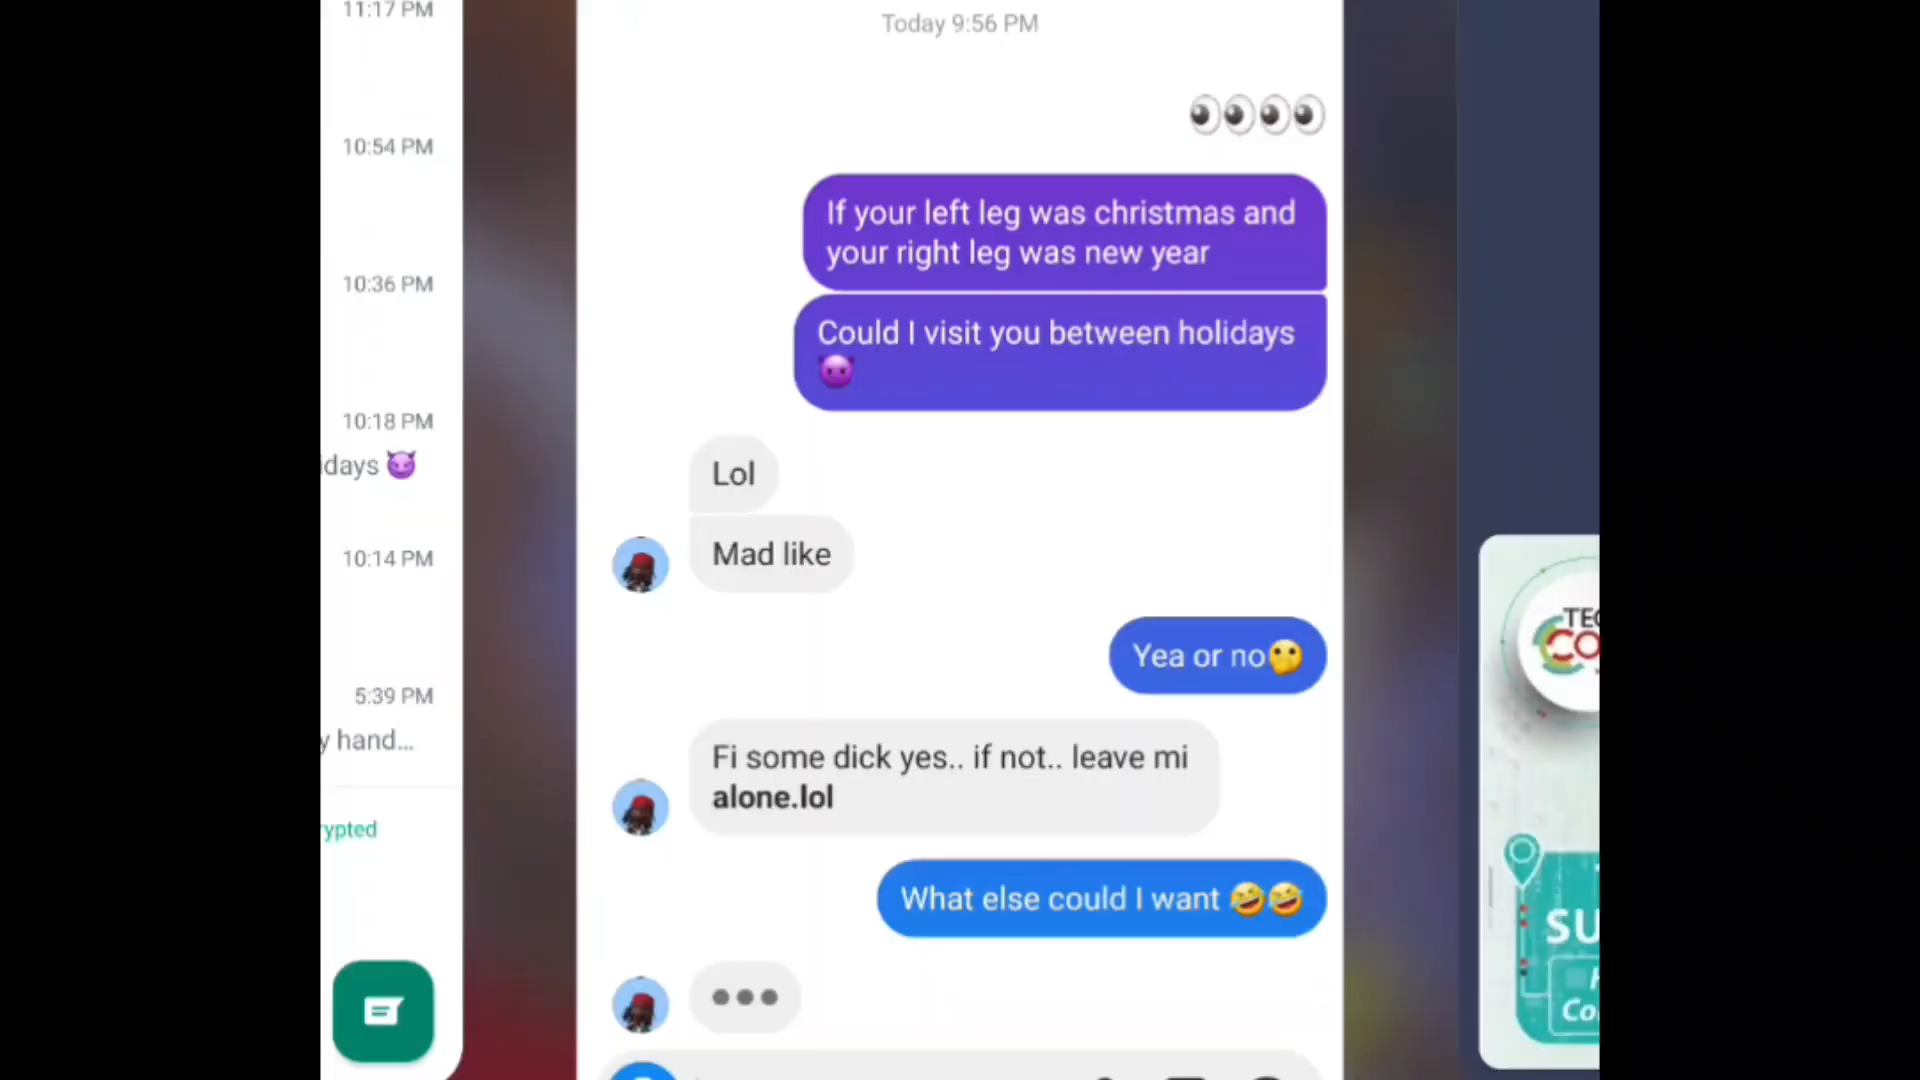 11:17 PM
10:54 PM
10:36 PM
10:18 PM
10:14 PM
5:39 PM
hand...
Today 9:56 PM
👀👀
If your left leg was christmas and
your right leg was new year
Could I visit you between holidays
😈
Lol
Mad like
Yea or no🤔
Fi some dick yes.. if not.. leave mi
alone.lol
What else could I want 🤣🤣